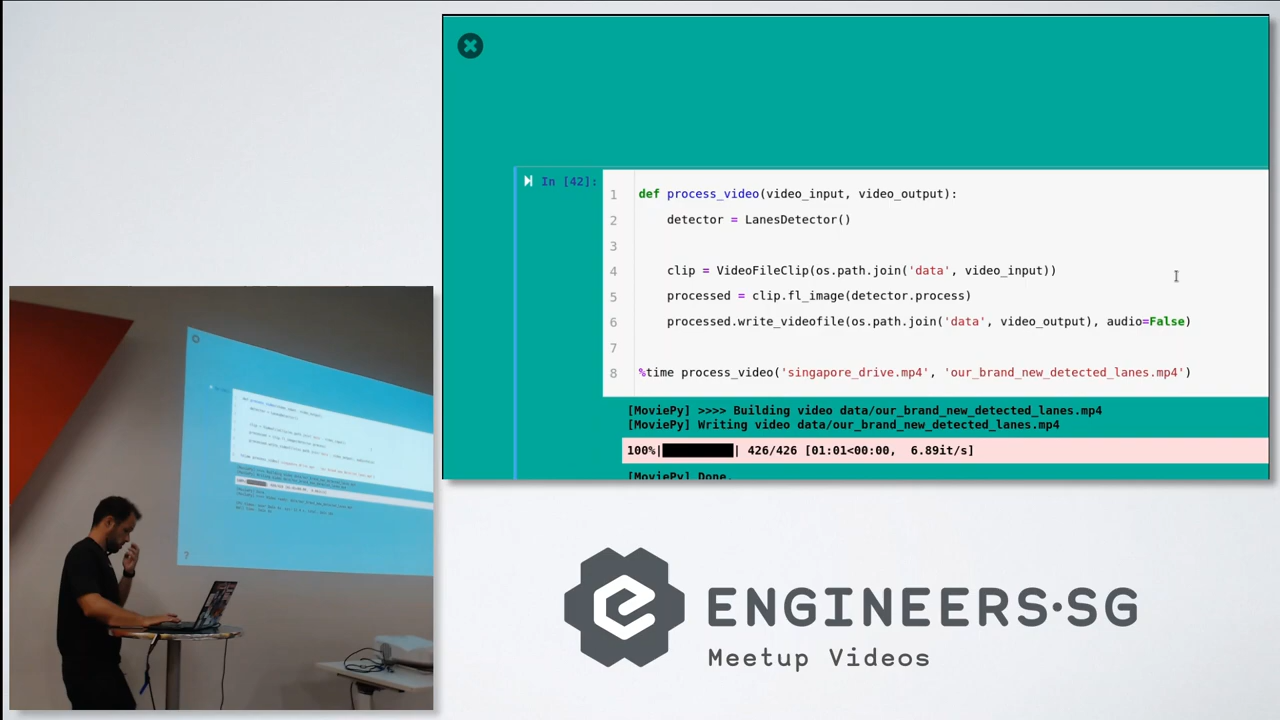 In [42]:
1 def process_video(video_input, video_output):
2 detector = LanesDetector()
3
4 clip = VideoFileClip(os.path.join('data', video_input))
5 processed = clip.fl_image(detector.process)
6 processed.write_videofile(os.path.join('data', video_output), audio=False)
7
8 %time process_video('singapore_drive.mp4', 'our_brand_new_detected_lanes.mp4')
[MoviePy] >>>> Building video data/our_brand_new_detected_lanes.mp4
[MoviePy] Writing video data/our_brand_new_detected_lanes.mp4
100%| | 426/426 [01:01<00:00, 6.89it/s]
[MoviePy] Done.
?
ENGINEERS·SG
Meetup Videos